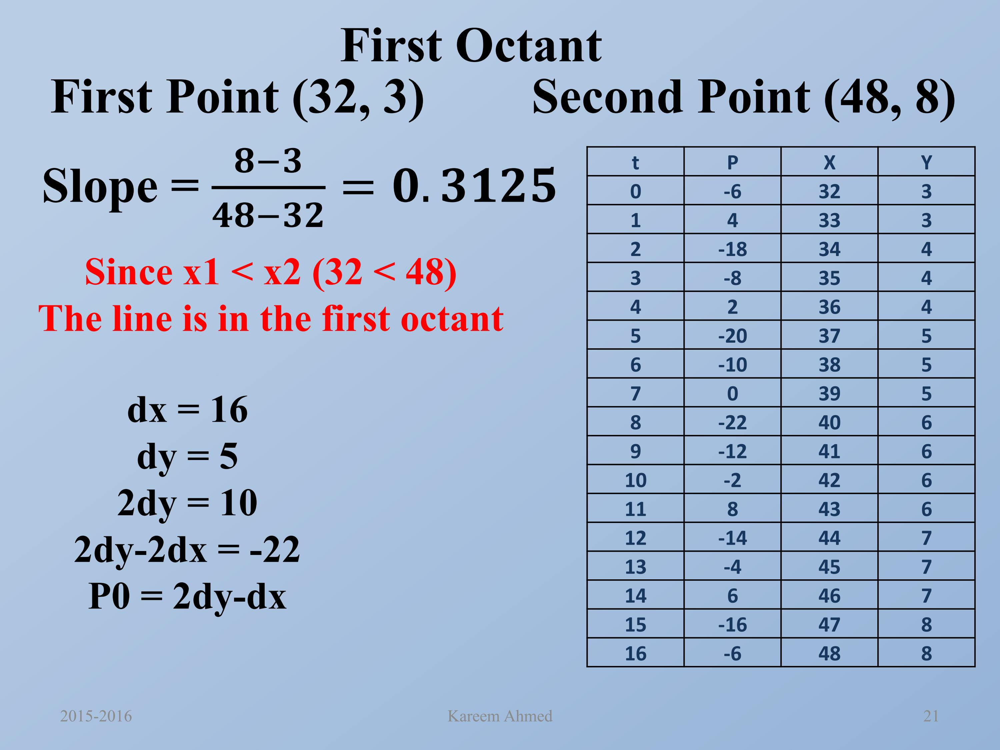 First Octant
First Point (32, 3) Second Point (48, 8)
Slope = 8−3 / 48−32 = 0.3125
Since x1 < x2 (32 < 48)
The line is in the first octant
dx = 16
dy = 5
2dy = 10
2dy-2dx = -22
P0 = 2dy-dx
t P X Y
0 -6 32 3
1 4 33 3
2 -18 34 4
3 -8 35 4
4 2 36 4
5 -20 37 5
6 -10 38 5
7 0 39 5
8 -22 40 6
9 -12 41 6
10 -2 42 6
11 8 43 6
12 -14 44 7
13 -4 45 7
14 6 46 7
15 -16 47 8
16 -6 48 8
2015-2016 Kareem Ahmed 21